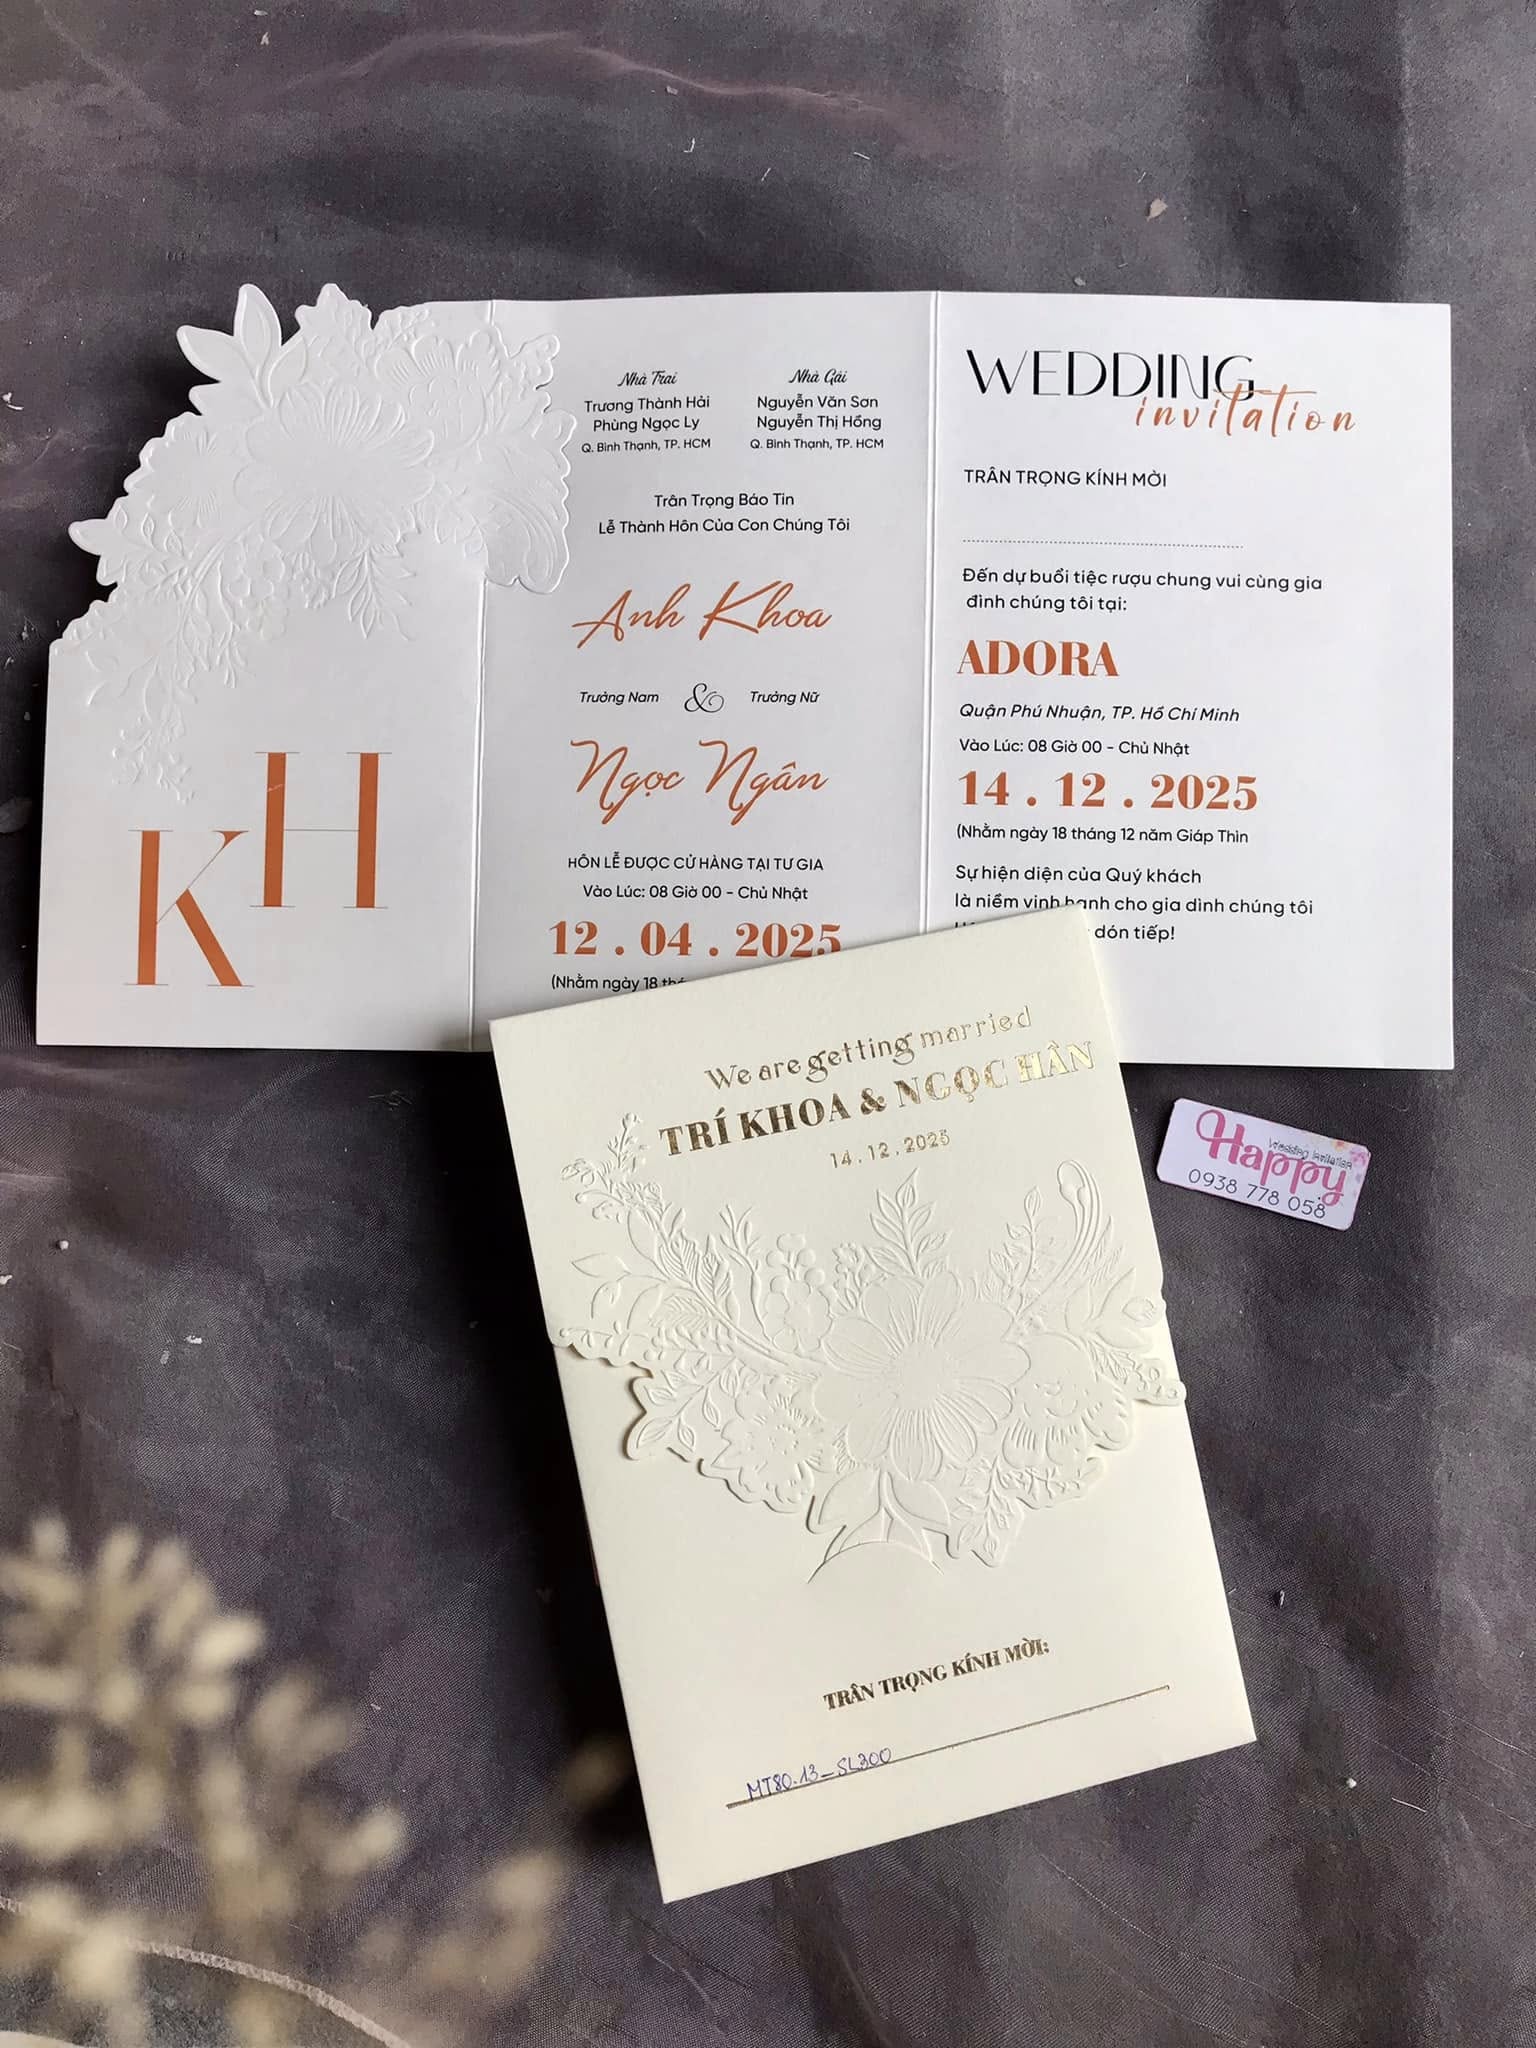 KH
Nhà Trai
Trương Thành Hải
Phùng Ngọc Ly
Q. Bình Thạnh, TP. HCM
Nhà Gái
Nguyễn Văn Sơn
Nguyễn Thị Hồng
Q. Bình Thạnh, TP. HCM
Trân Trọng Báo Tin
Lễ Thành Hôn Của Con Chúng Tôi
Anh Khoa
Trưởng Nam & Trưởng Nữ
Ngọc Ngân
HÔN LỄ ĐƯỢC CỬ HÀNG TẠI TƯ GIA
Vào Lúc: 08 Giờ 00 - Chủ Nhật
12 . 04 . 2025
(Nhằm ngày 18
WEDDING
invitation
TRÂN TRỌNG KÍNH MỜI
Đến dự buổi tiệc rượu chung vui cùng gia
đình chúng tôi tại:
ADORA
Quận Phú Nhuận, TP. Hồ Chí Minh
Vào Lúc: 08 Giờ 00 - Chủ Nhật
14 . 12 . 2025
(Nhằm ngày 18 tháng 12 năm Giáp Thìn
Sự hiện diện của Quý khách
là niềm vinh hạnh cho gia đình chúng tôi
đón tiếp!
We are getting married
TRÍ KHOA & NGỌC HÂN
14.12.2025
TRÂN TRỌNG KÍNH MỜI:
MT80.13_SL300
Wedding Invitation
Happy
0938 778 058